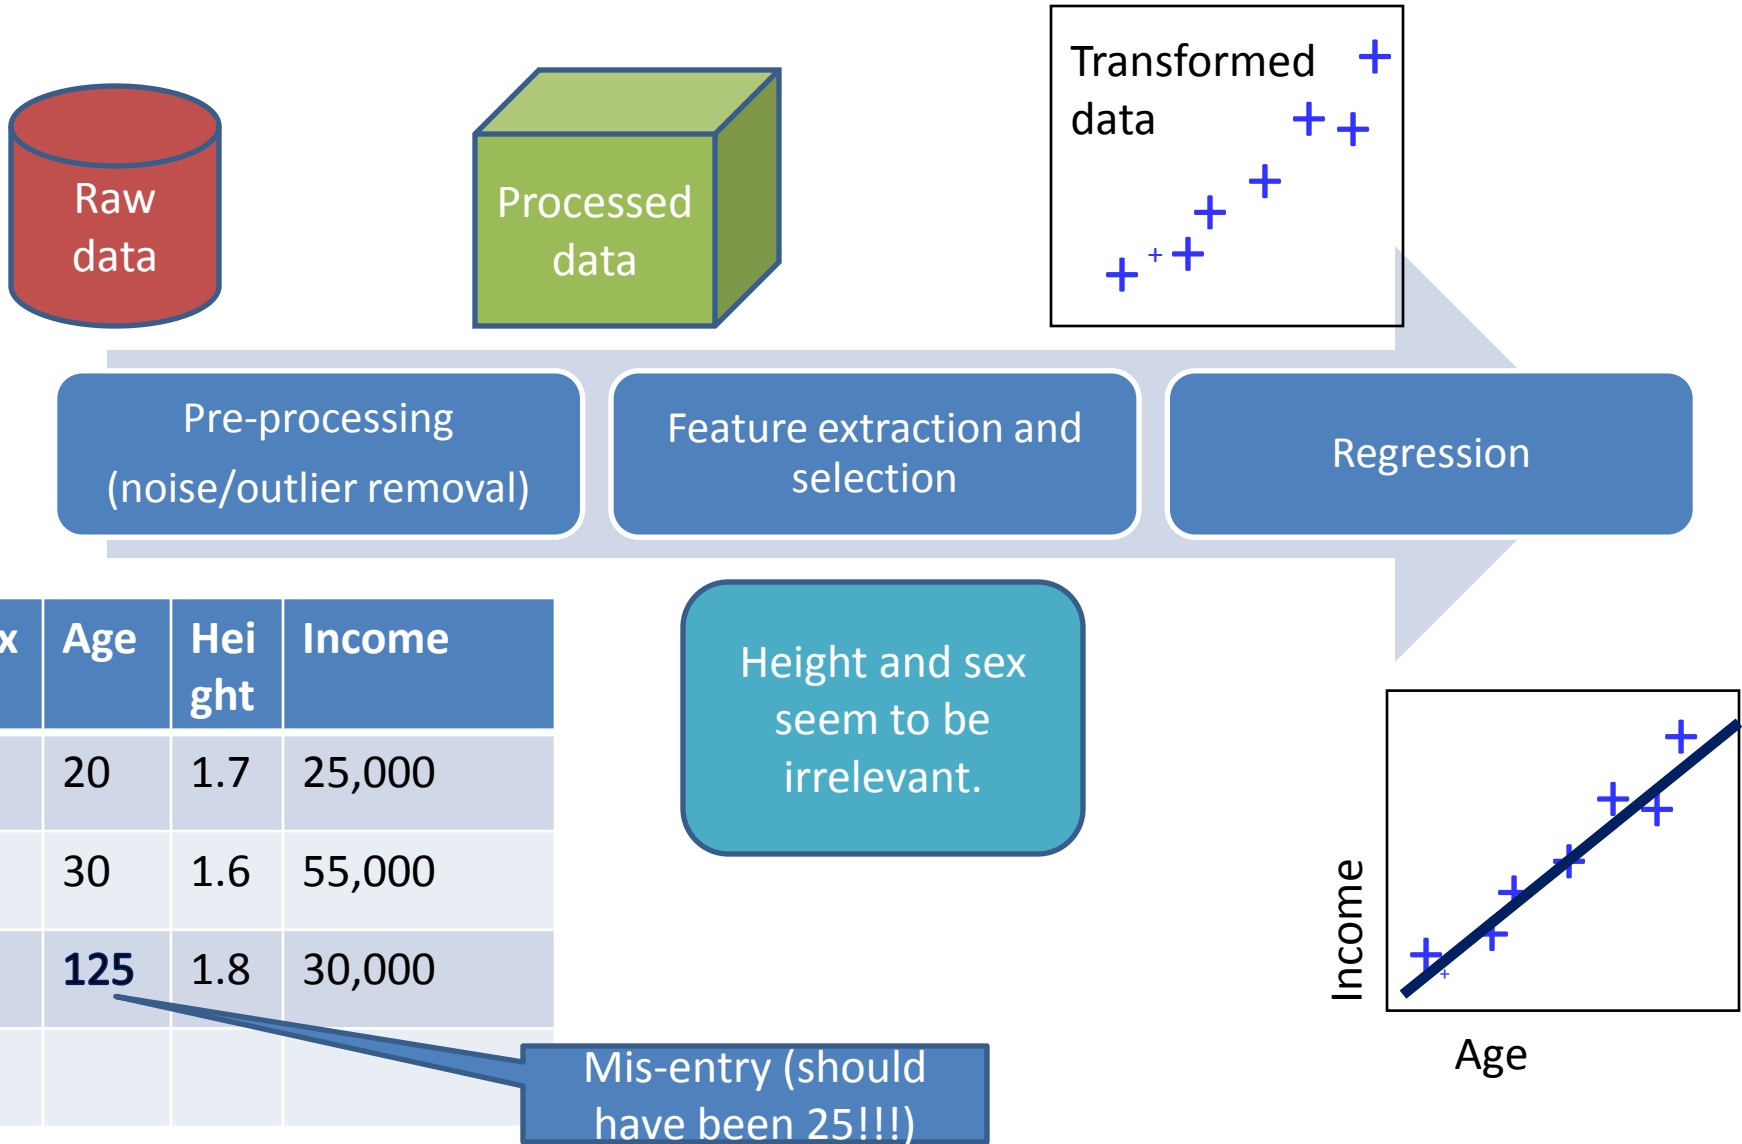 Raw
data
Processed
data
Transformed
data
Pre-processing
(noise/outlier removal)
Feature extraction and
selection
Regression
x Age Hei Income
ght
20 1.7 25,000
30 1.6 55,000
125 1.8 30,000
Height and sex
seem to be
irrelevant.
Mis-entry (should
have been 25!!!)
Income
Age